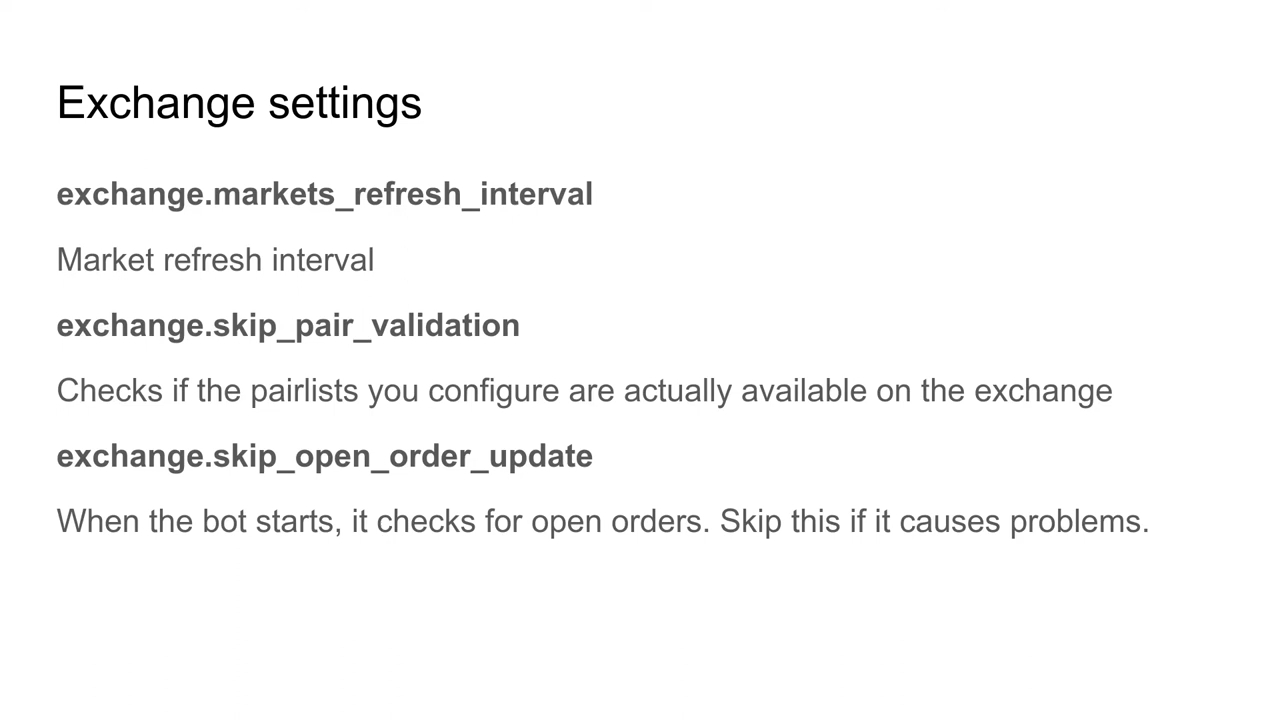 Exchange settings
exchange.markets_refresh_interval
Market refresh interval
exchange.skip_pair_validation
Checks if the pairlists you configure are actually available on the exchange
exchange.skip_open_order_update
When the bot starts, it checks for open orders. Skip this if it causes problems.